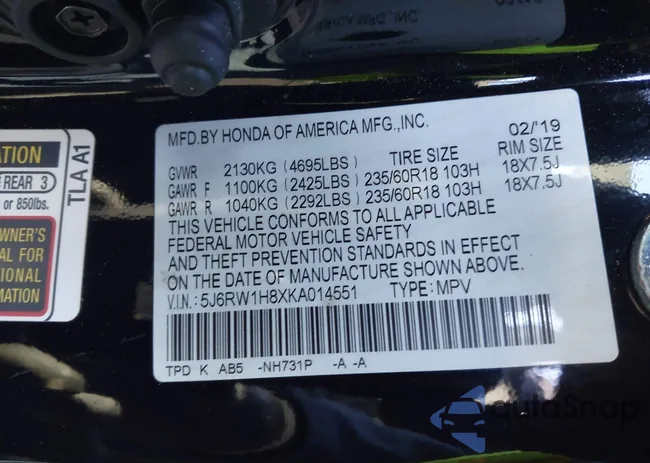 MFD.BY HONDA OF AMERICA MFG.,INC. 02/'19
GVWR 2130KG (4695LBS) TIRE SIZE RIM SIZE
GAWR F 1100KG (2425LBS) 235/60R18 103H 18X7.5J
GAWR R 1040KG (2292LBS) 235/60R18 103H 18X7.5J
THIS VEHICLE CONFORMS TO ALL APPLICABLE
FEDERAL MOTOR VEHICLE SAFETY
AND THEFT PREVENTION STANDARDS IN EFFECT
ON THE DATE OF MANUFACTURE SHOWN ABOVE.
V.I.N.: 5J6RW1H8XKA014551 TYPE: MPV
TPD K AB5 -NH731P -A -A
ATION
REAR 3
or 850lbs.
WNER'S
AL FOR
TIONAL
MATION
TLA A1
autoSnap